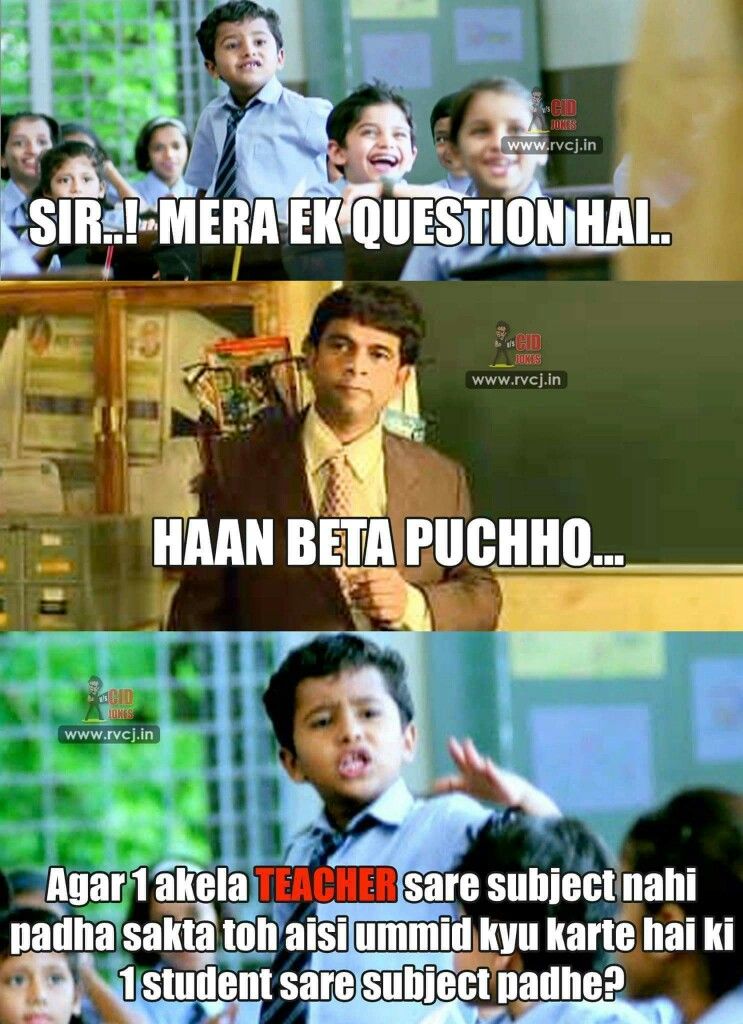 CID
JOKES
www.rvcj.in
SIR..! MERA EK QUESTION HAI..
CID
JOKES
www.rvcj.in
HAAN BETA PUCHHO...
CID
JOKES
www.rvcj.in
Agar 1 akela TEACHER sare subject nahi
padha sakta toh aisi ummid kyu karte hai ki
1 student sare subject padhe?